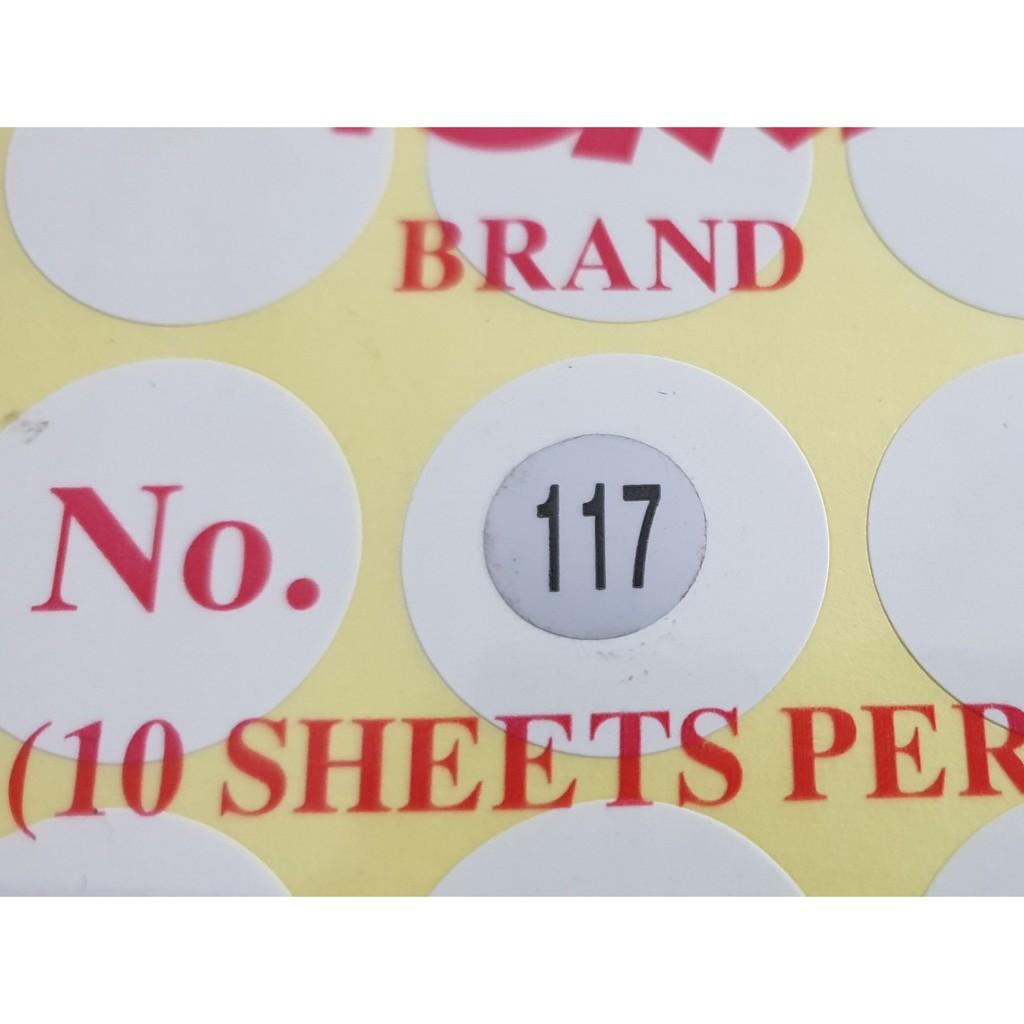 BRAND
No. 117
(10 SHEETS PER